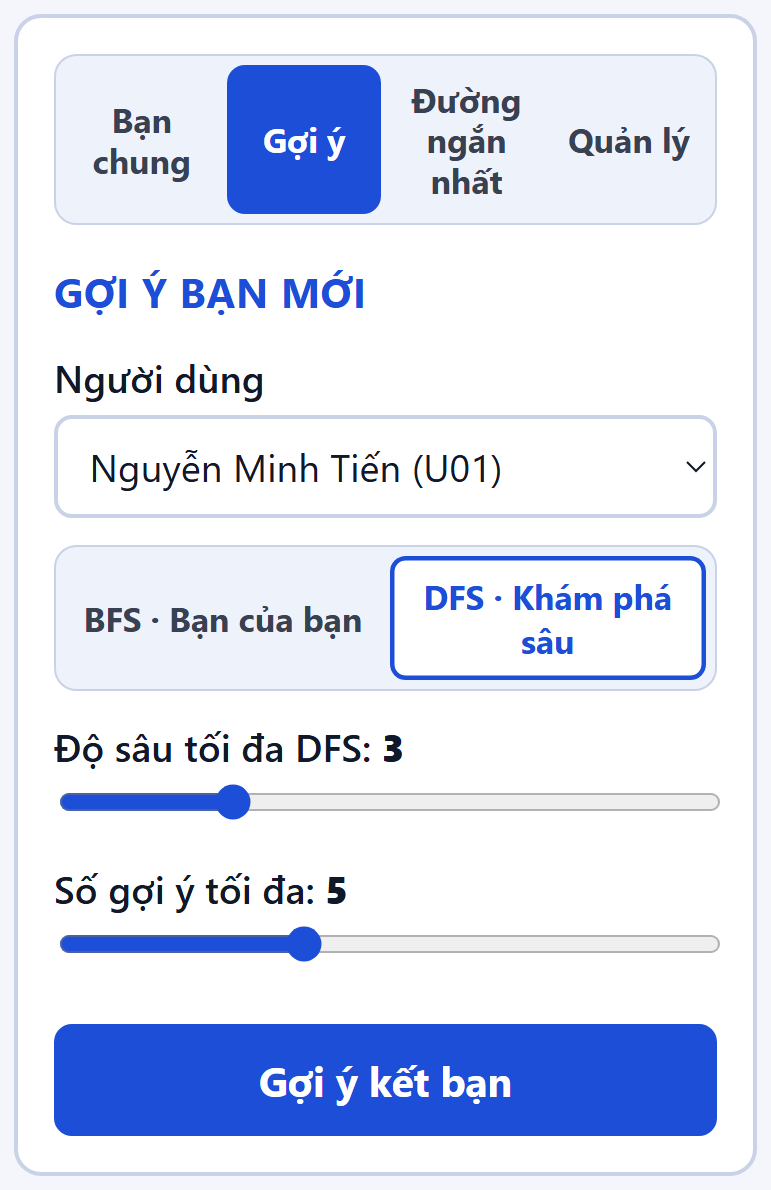 Bạn
chung
Gợi ý
Đường
ngắn
nhất
Quản lý
GỢI Ý BẠN MỚI
Người dùng
Nguyễn Minh Tiến (U01)
BFS · Bạn của bạn
DFS · Khám phá
sâu
Độ sâu tối đa DFS: 3
Số gợi ý tối đa: 5
Gợi ý kết bạn